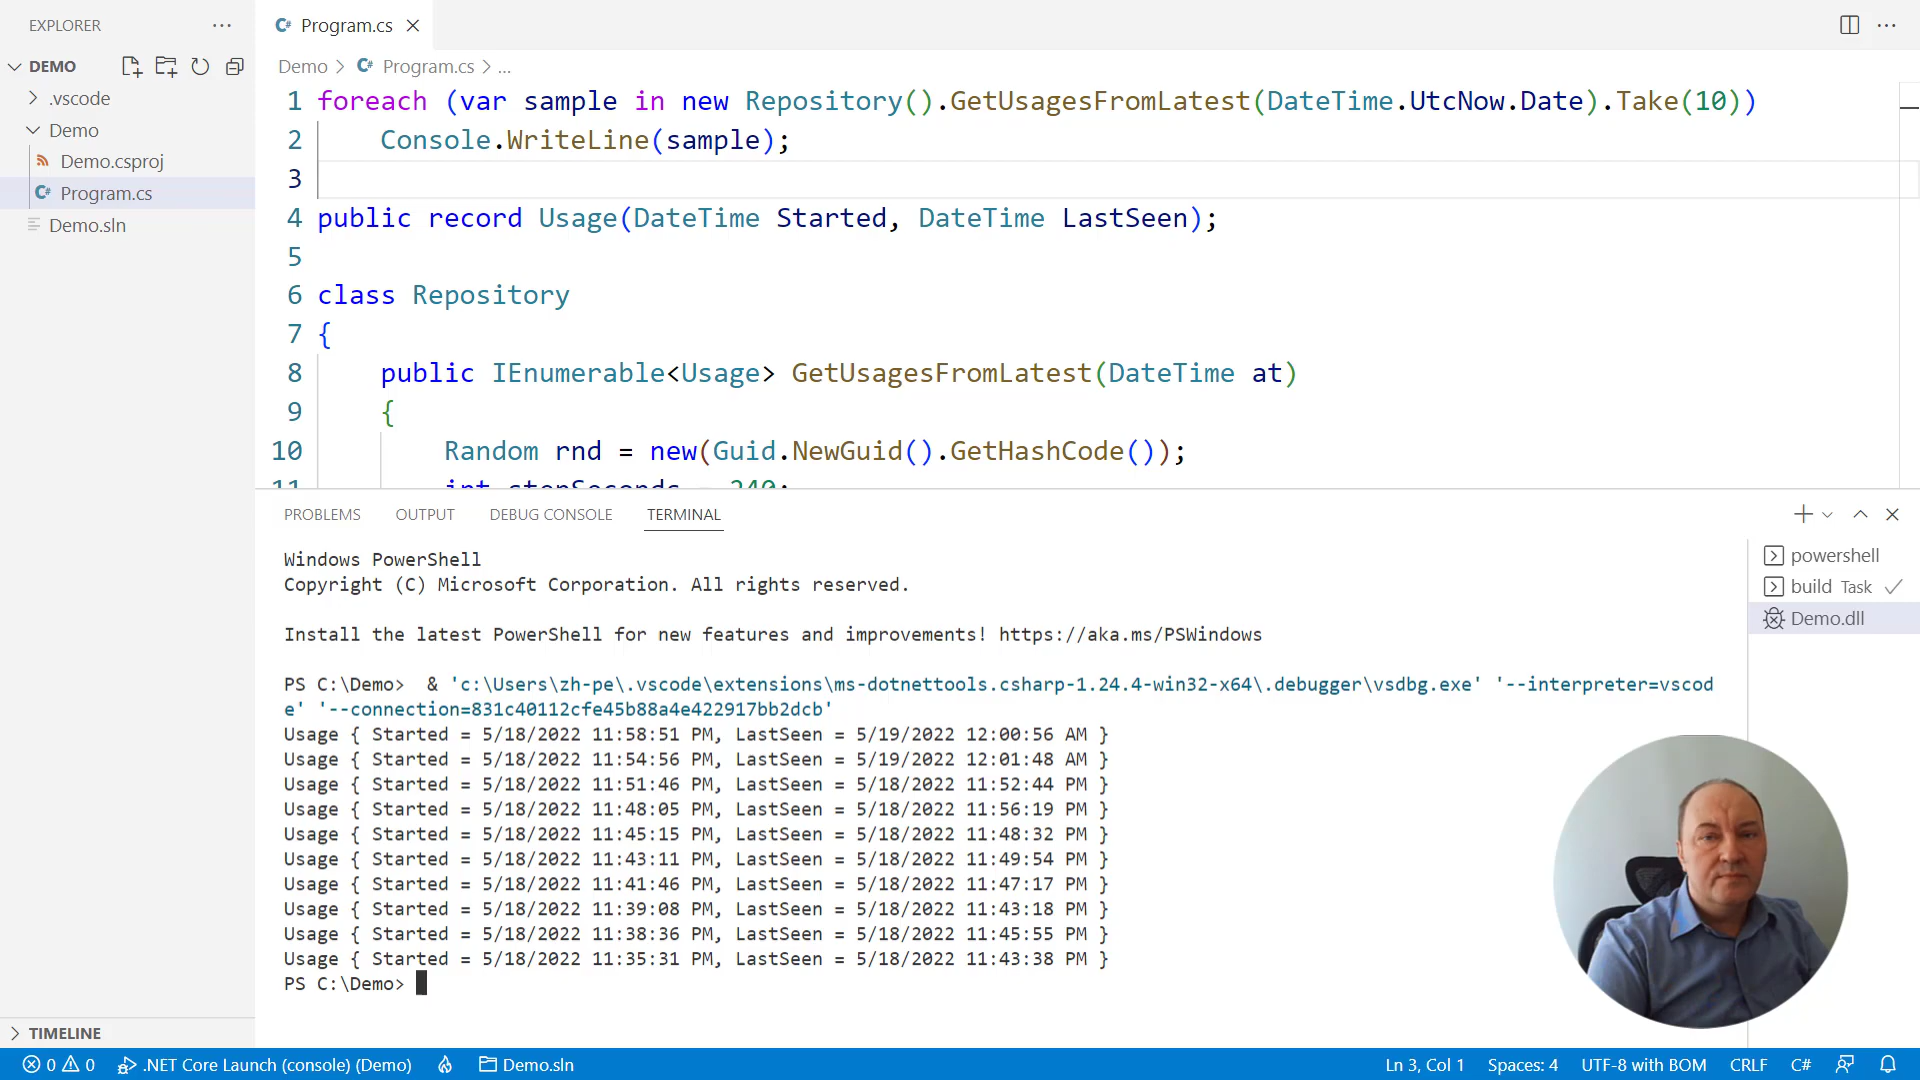 EXPLORER
DEMO
.vscode
Demo
Demo.csproj
Program.cs
Demo.sln
TIMELINE
Program.cs
Demo > Program.cs > ...
1 foreach (var sample in new Repository().GetUsagesFromLatest(DateTime.UtcNow.Date).Take(10))
2 Console.WriteLine(sample);
3
4 public record Usage(DateTime Started, DateTime LastSeen);
5
6 class Repository
7 {
8 public IEnumerable<Usage> GetUsagesFromLatest(DateTime at)
9 {
10 Random rnd = new(Guid.NewGuid().GetHashCode());
11 int stepSeconds = 240;
PROBLEMS OUTPUT DEBUG CONSOLE TERMINAL
Windows PowerShell
Copyright (C) Microsoft Corporation. All rights reserved.
Install the latest PowerShell for new features and improvements! https://aka.ms/PSWindows
PS C:\Demo> & 'c:\Users\zh-pe\.vscode\extensions\ms-dotnettools.csharp-1.24.4-win32-x64\.debugger\vsdbg.exe' '--interpreter=vscod
e' '--connection=831c40112cfe45b88a4e422917bb2dcb'
Usage { Started = 5/18/2022 11:58:51 PM, LastSeen = 5/19/2022 12:00:56 AM }
Usage { Started = 5/18/2022 11:54:56 PM, LastSeen = 5/19/2022 12:01:48 AM }
Usage { Started = 5/18/2022 11:51:46 PM, LastSeen = 5/18/2022 11:52:44 PM }
Usage { Started = 5/18/2022 11:48:05 PM, LastSeen = 5/18/2022 11:56:19 PM }
Usage { Started = 5/18/2022 11:45:15 PM, LastSeen = 5/18/2022 11:48:32 PM }
Usage { Started = 5/18/2022 11:43:11 PM, LastSeen = 5/18/2022 11:49:54 PM }
Usage { Started = 5/18/2022 11:41:46 PM, LastSeen = 5/18/2022 11:47:17 PM }
Usage { Started = 5/18/2022 11:39:08 PM, LastSeen = 5/18/2022 11:43:18 PM }
Usage { Started = 5/18/2022 11:38:36 PM, LastSeen = 5/18/2022 11:45:55 PM }
Usage { Started = 5/18/2022 11:35:31 PM, LastSeen = 5/18/2022 11:43:38 PM }
PS C:\Demo>
powershell
build Task
Demo.dll
0 0 .NET Core Launch (console) (Demo) Demo.sln Ln 3, Col 1 Spaces: 4 UTF-8 with BOM CRLF C#